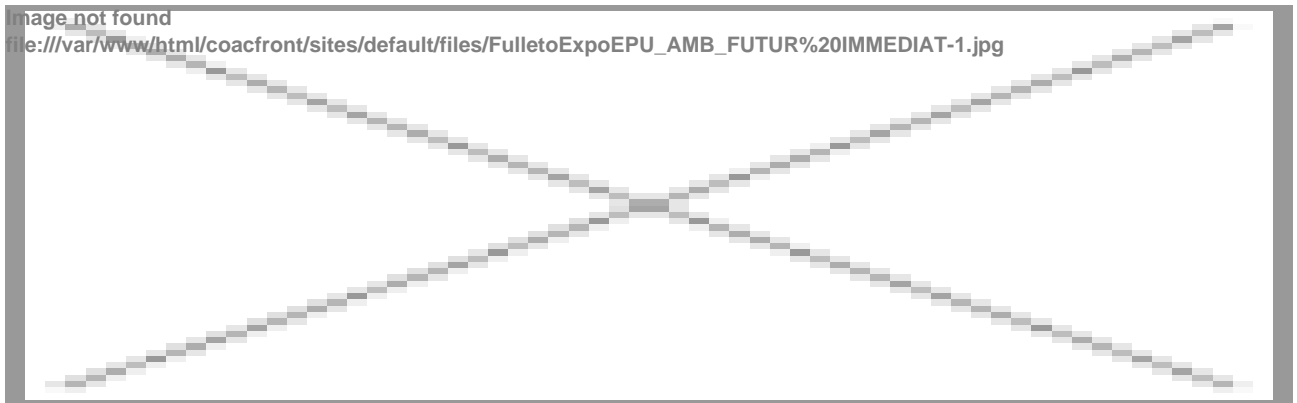 Image not found
file:///var/www/html/coacfront/sites/default/files/FulletoExpoEPU_AMB_FUTUR%20IMMEDIAT-1.jpg